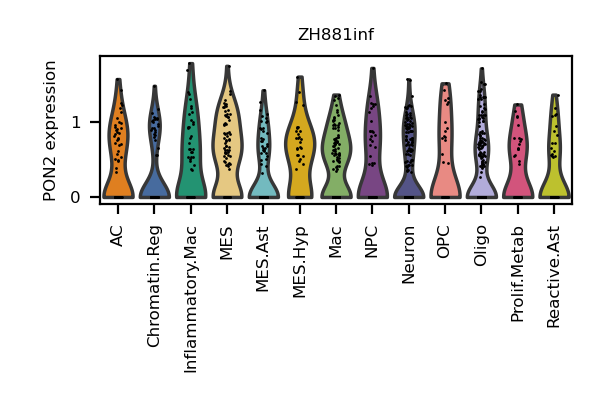 ZH881inf
PON2 expression
1
0
AC
Chromatin.Reg
Inflammatory.Mac
MES
MES.Ast
MES.Hyp
Mac
NPC
Neuron
OPC
Oligo
Prolif.Metab
Reactive.Ast